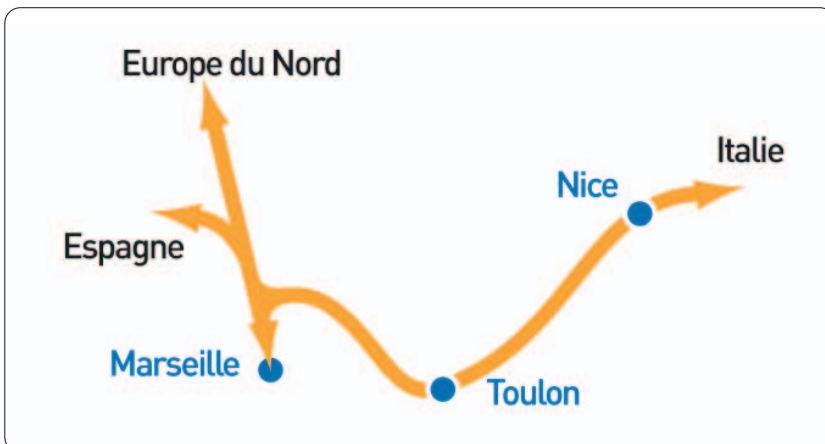 Europe du Nord
Italie
Nice
Espagne
Marseille
Toulon